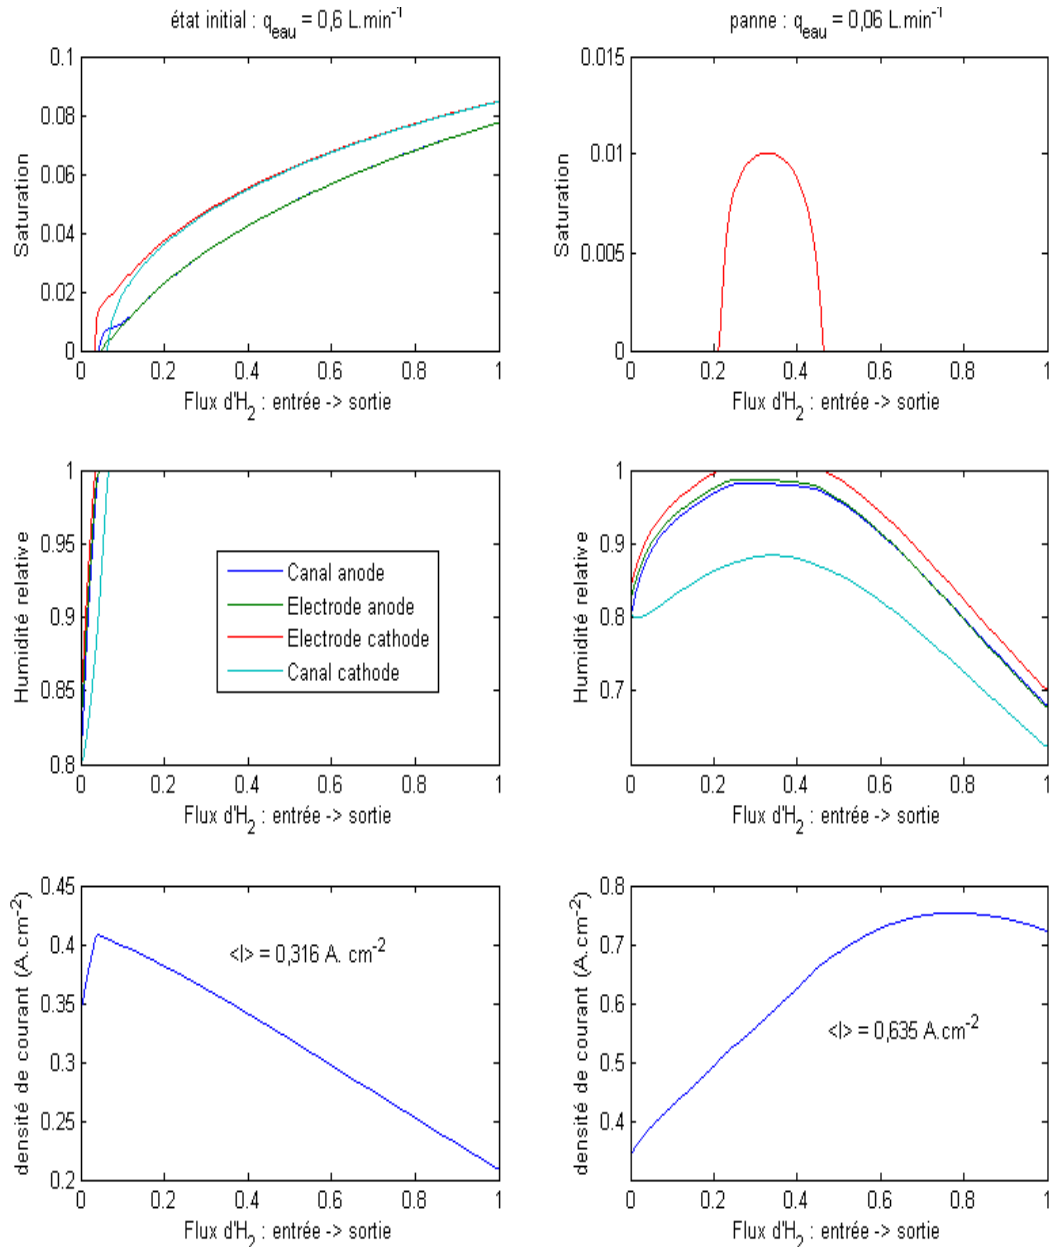 état initial : q_eau = 0,6 L.min⁻¹
panne : q_eau = 0,06 L.min⁻¹
0.1
0.08
0.06
0.04
0.02
0
Saturation
0 0.2 0.4 0.6 0.8 1
Flux d'H₂ : entrée -> sortie
0.015
0.01
0.005
0
Saturation
0 0.2 0.4 0.6 0.8 1
Flux d'H₂ : entrée -> sortie
1
0.95
0.9
0.85
0.8
Humidité relative
Canal anode
Electrode anode
Electrode cathode
Canal cathode
0 0.2 0.4 0.6 0.8 1
Flux d'H₂ : entrée -> sortie
1
0.9
0.8
0.7
Humidité relative
0 0.2 0.4 0.6 0.8 1
Flux d'H₂ : entrée -> sortie
0.45
0.4
0.35
0.3
0.25
0.2
densité de courant (A.cm⁻²)
<I> = 0,316 A. cm⁻²
0 0.2 0.4 0.6 0.8 1
Flux d'H₂ : entrée -> sortie
0.8
0.7
0.6
0.5
0.4
densité de courant (A.cm⁻²)
<I> = 0,635 A.cm⁻²
0 0.2 0.4 0.6 0.8 1
Flux d'H₂ : entrée -> sortie